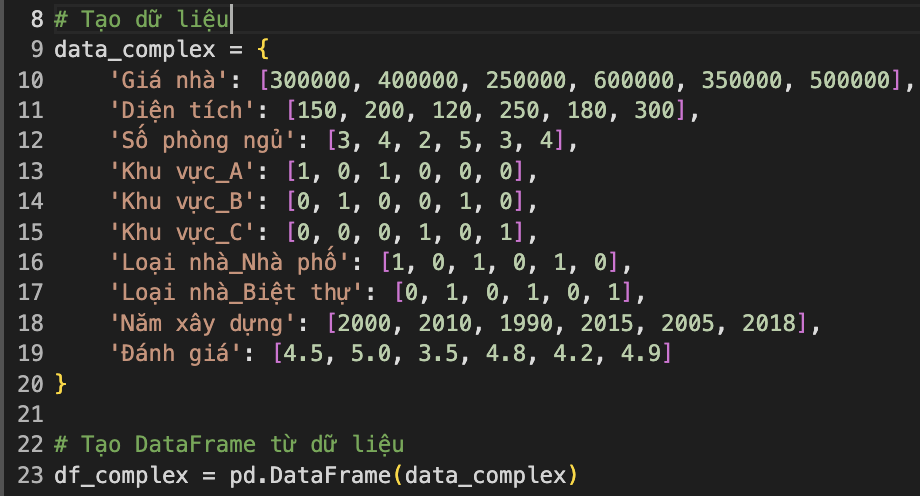 8 # Tạo dữ liệu
9 data_complex = {
10     'Giá nhà': [300000, 400000, 250000, 600000, 350000, 500000],
11     'Diện tích': [150, 200, 120, 250, 180, 300],
12     'Số phòng ngủ': [3, 4, 2, 5, 3, 4],
13     'Khu vực_A': [1, 0, 1, 0, 0, 0],
14     'Khu vực_B': [0, 1, 0, 0, 1, 0],
15     'Khu vực_C': [0, 0, 0, 1, 0, 1],
16     'Loại nhà_Nhà phố': [1, 0, 1, 0, 1, 0],
17     'Loại nhà_Biệt thự': [0, 1, 0, 1, 0, 1],
18     'Năm xây dựng': [2000, 2010, 1990, 2015, 2005, 2018],
19     'Đánh giá': [4.5, 5.0, 3.5, 4.8, 4.2, 4.9]
20 }
21
22 # Tạo DataFrame từ dữ liệu
23 df_complex = pd.DataFrame(data_complex)